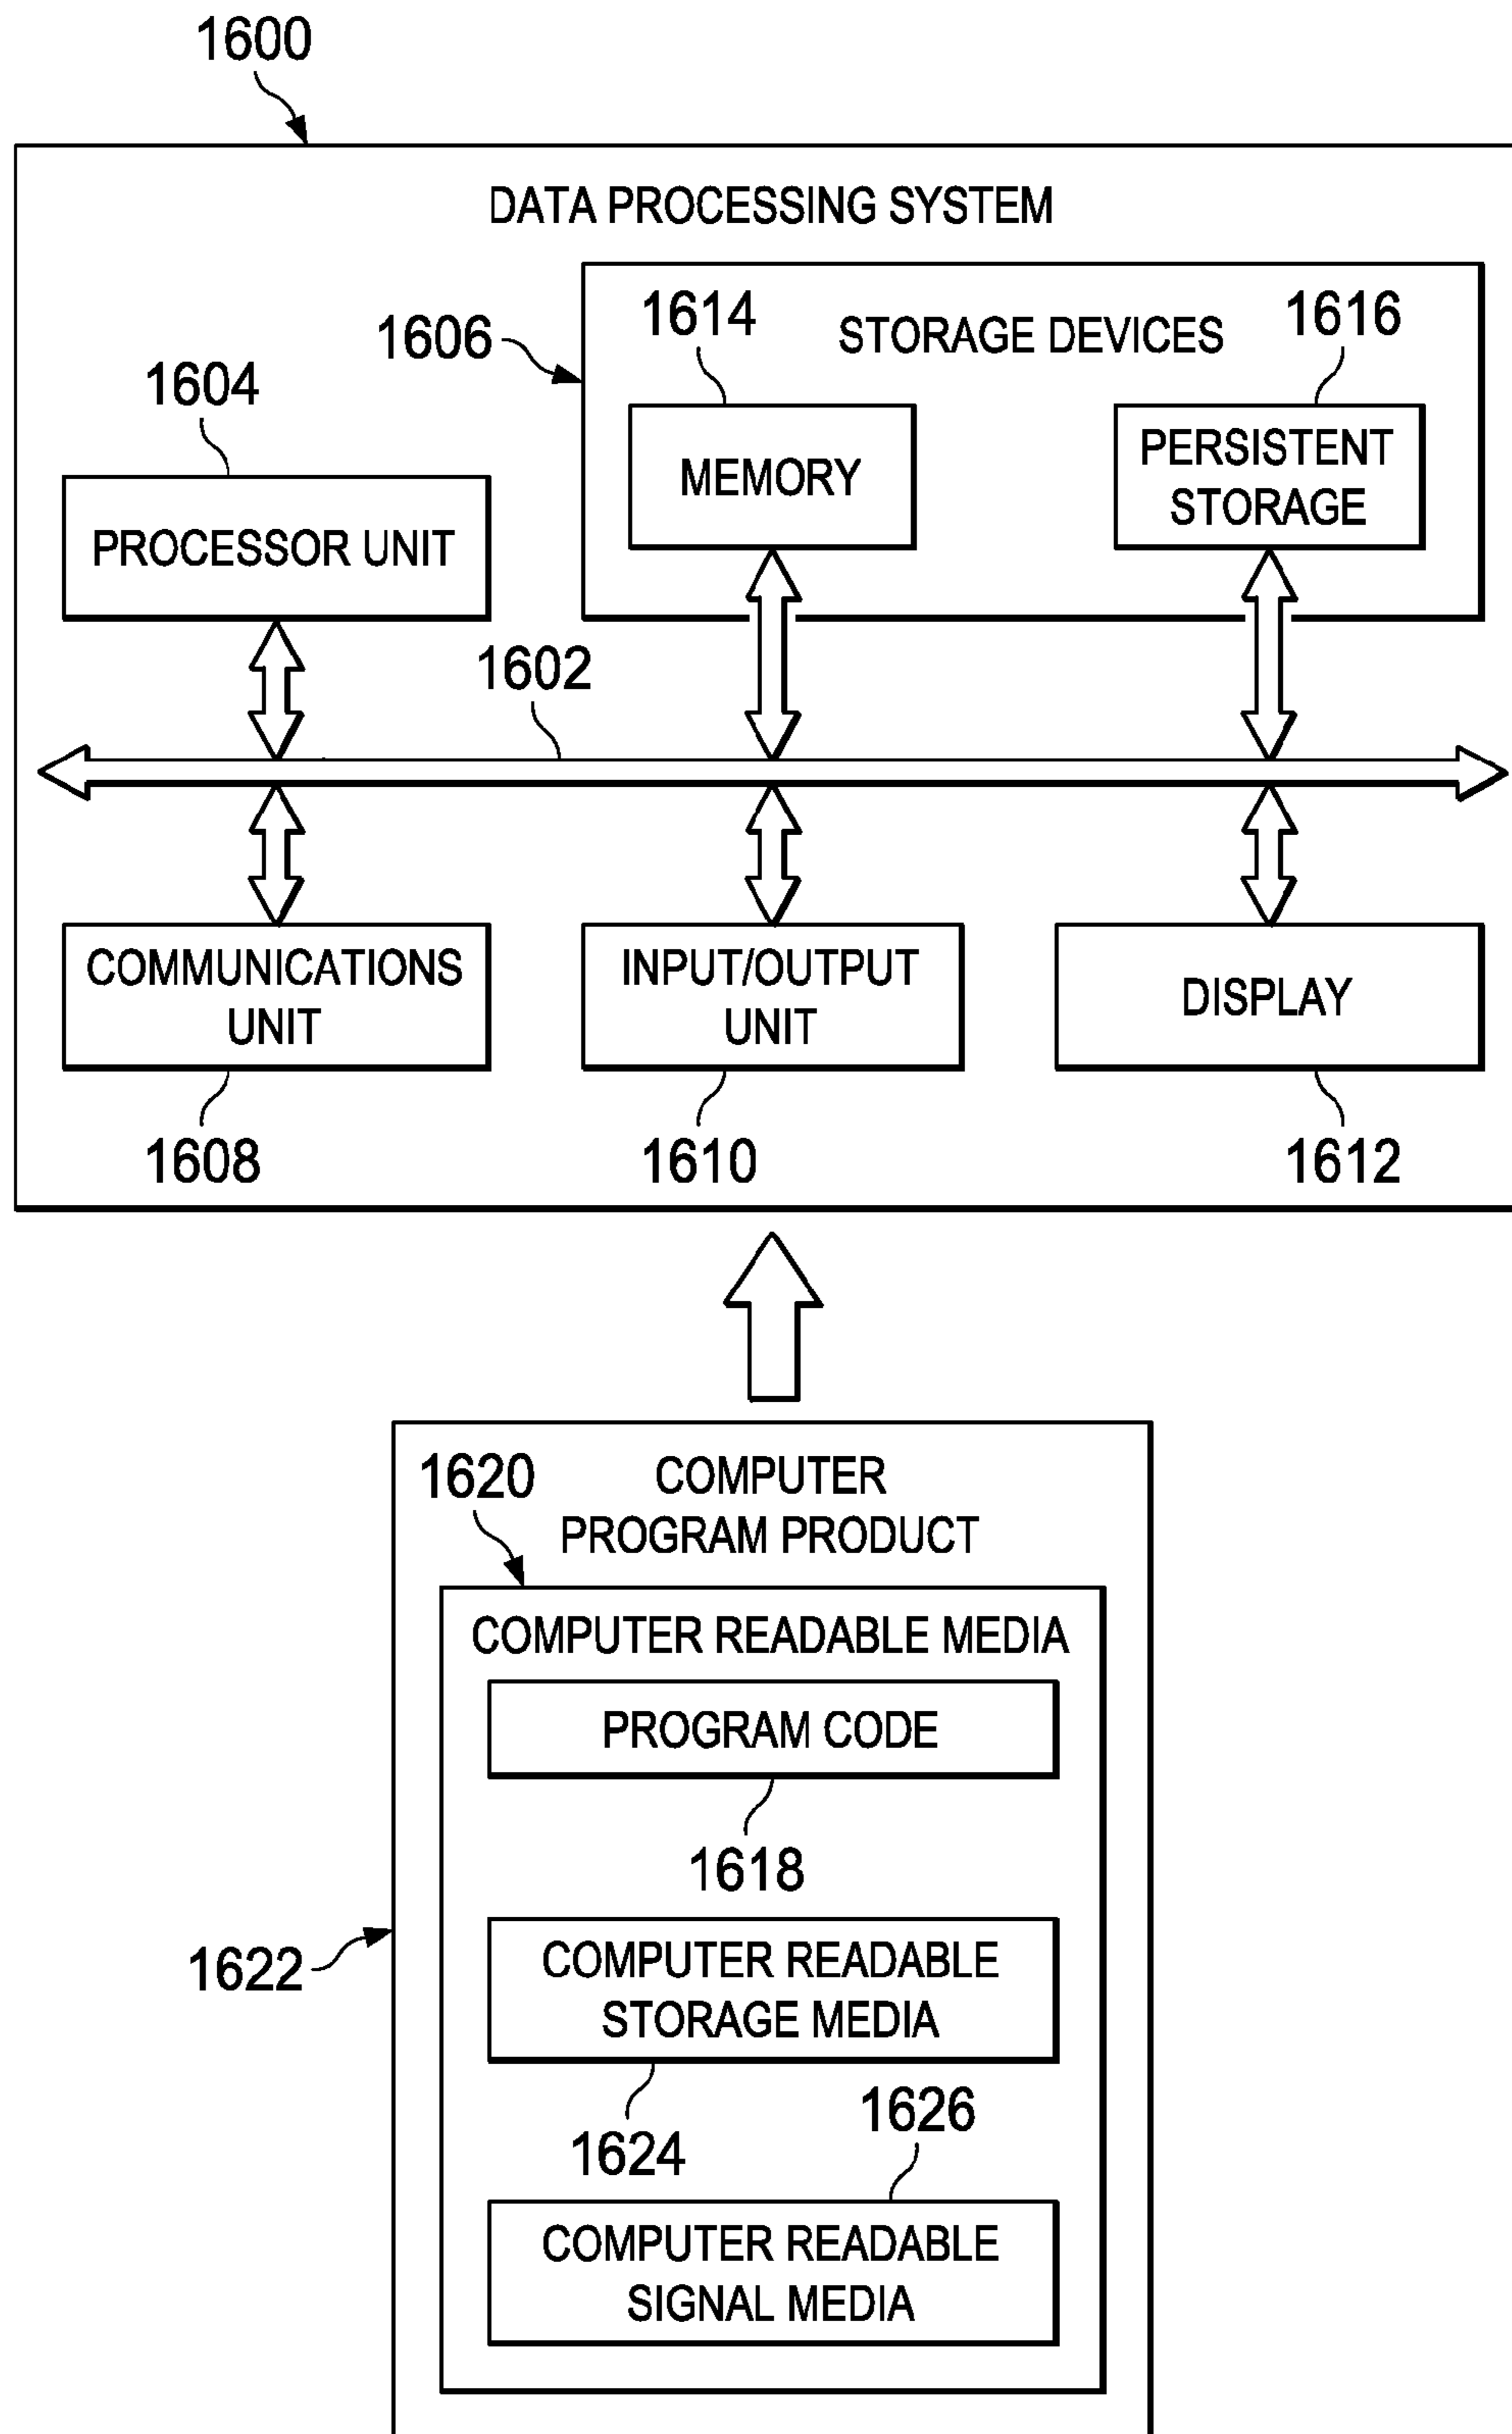 1600
DATA PROCESSING SYSTEM
1606
1614
STORAGE DEVICES
1616
1604
MEMORY
PERSISTENT
STORAGE
PROCESSOR UNIT
1602
COMMUNICATIONS
UNIT
INPUT/OUTPUT
UNIT
DISPLAY
1608
1610
1612
1620
COMPUTER
PROGRAM PRODUCT
COMPUTER READABLE MEDIA
PROGRAM CODE
1618
1622
COMPUTER READABLE
STORAGE MEDIA
1624
1626
COMPUTER READABLE
SIGNAL MEDIA